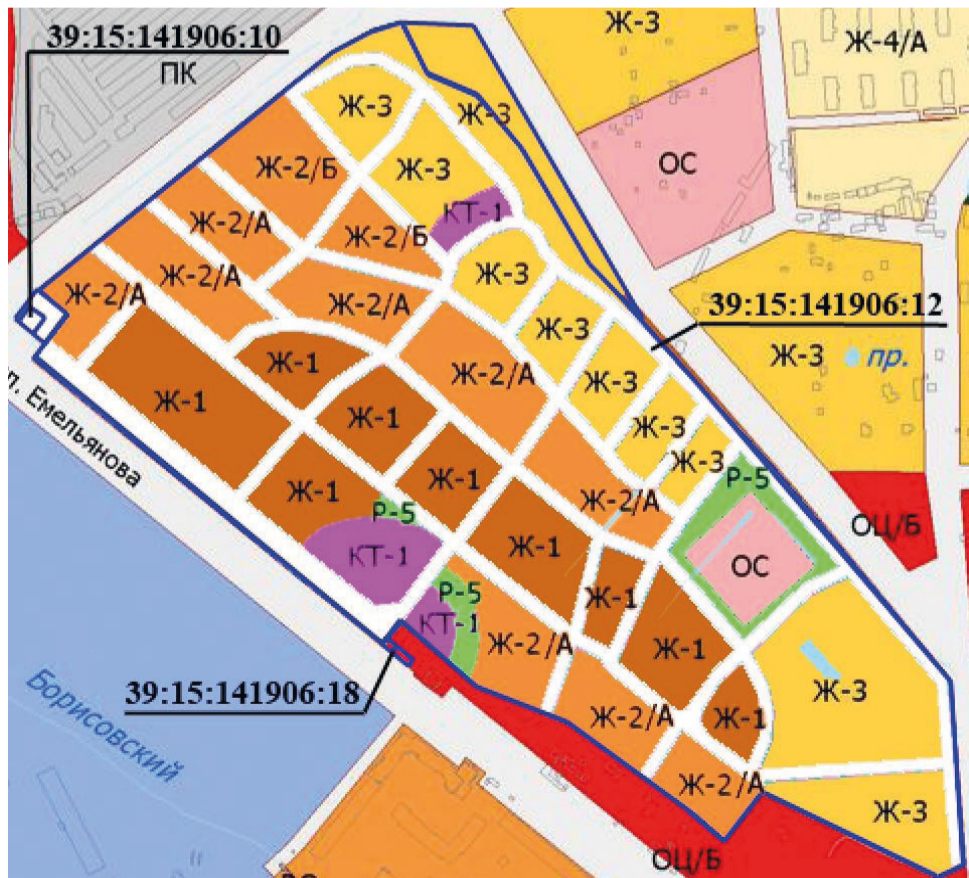 39:15:141906:10
ПК
Ж-3
Ж-4/А
Ж-3
Ж-3
ОС
Ж-2/Б
Ж-3
КТ-1
Ж-2/А
Ж-2/Б
Ж-2/А
Ж-3
Ж-2/А
Ж-2/А
39:15:141906:12
Ж-3
Ж-3
пр.
Ж-1
Ж-2/А
Ж-3
Ж-1
Ж-1
Ж-3
Емельянова
Ж-3
Ж-1
Ж-1
Р-5
Ж-2/А
Р-5
ОЦ/Б
КТ-1
Ж-1
ОС
Р-5
Ж-1
КТ-1
Ж-2/А
Ж-1
39:15:141906:18
Ж-3
Борисовский
Ж-2/А
Ж-1
Ж-2/А
Ж-3
ОЦ/Б